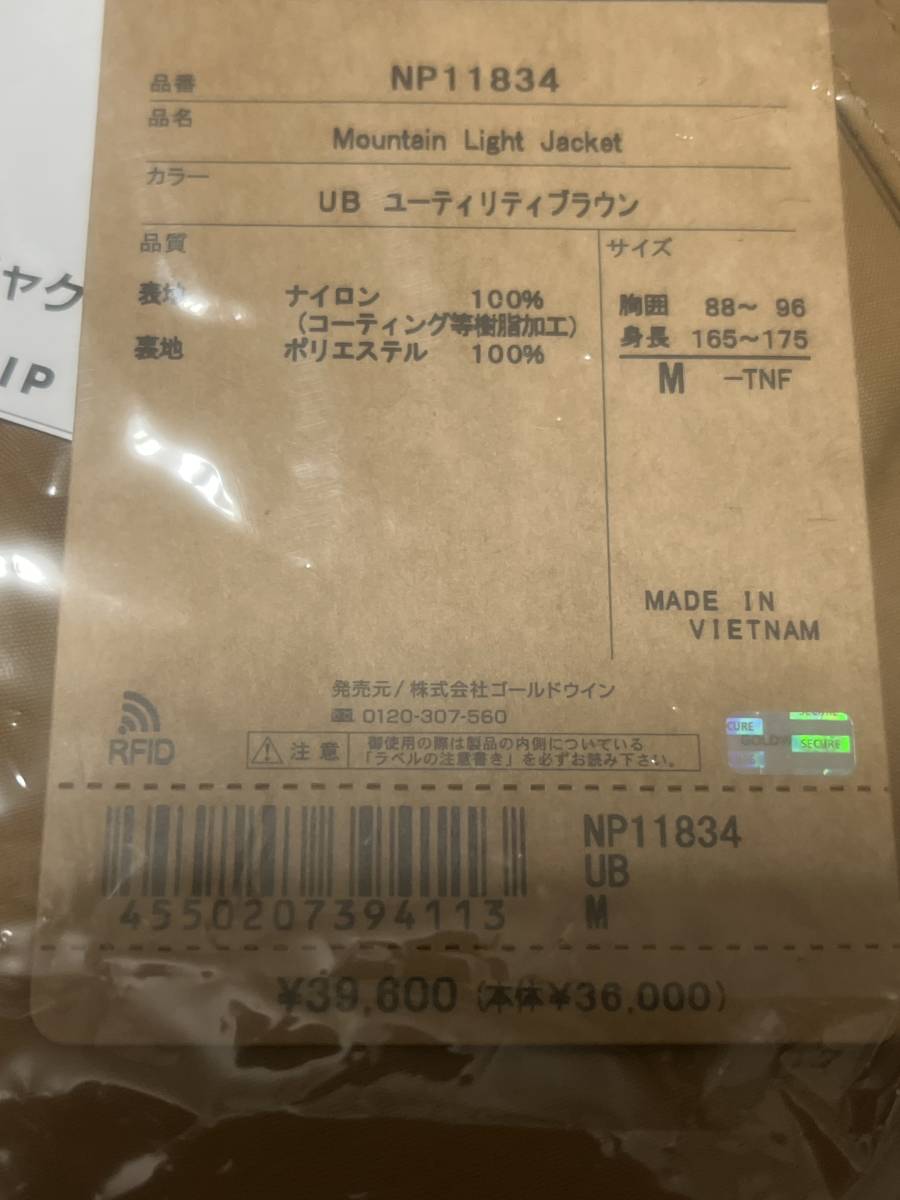 品番 NP11834
品名
Mountain Light Jacket
カラー
UB ユーティリティブラウン
品質
表地 ナイロン 100%
(コーティング等樹脂加工)
裏地 ポリエステル 100%
サイズ
胸囲 88～ 96
身長 165～175
M -TNF
MADE IN
VIETNAM
ャク
IP
発売元/株式会社ゴールドウイン
0120-307-560
RFID
注意
御使用の際は製品の内側についている
「ラベルの注意書き」を必ずお読み下さい。
CURE
SECURE
SECURE
4550207394113
NP11834
UB
M
¥39,600 (本体¥36,000)